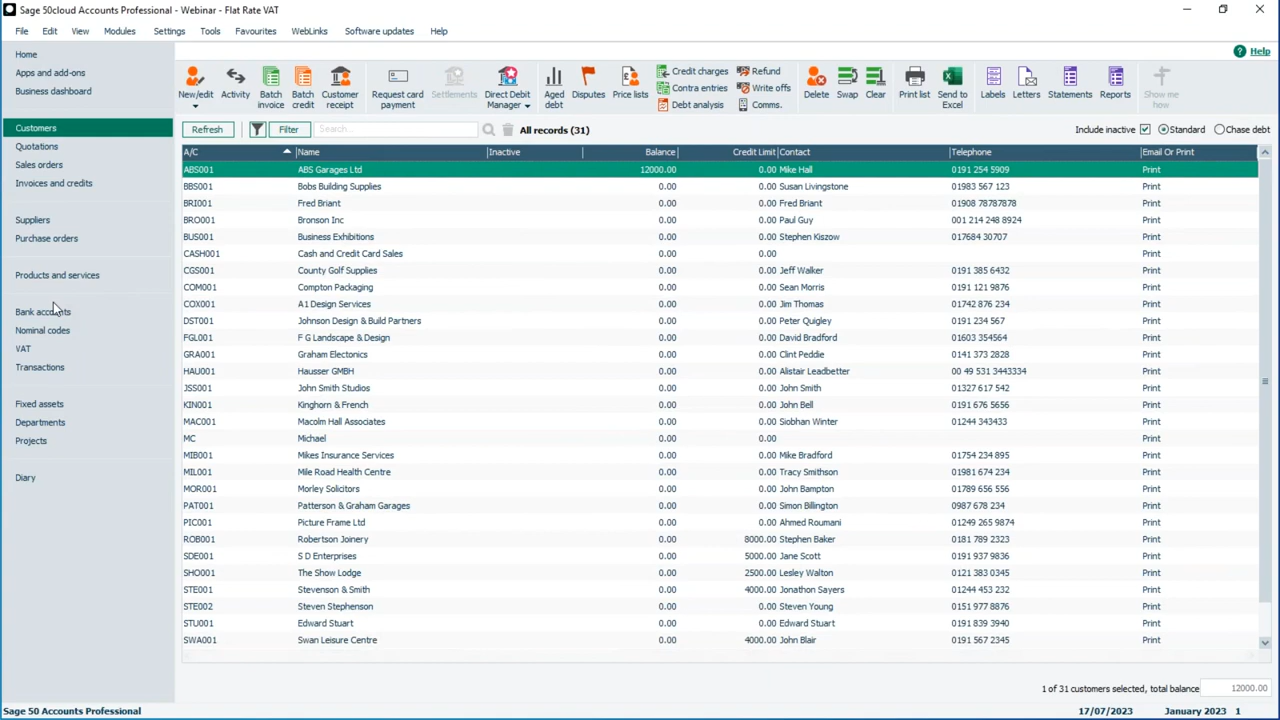 Sage 50cloud Accounts Professional - Webinar - Flat Rate VAT
File Edit View Modules Settings Tools Favourites WebLinks Software updates Help
Help
Home
Apps and add-ons
Business dashboard
Customers
Quotations
Sales orders
Invoices and credits
Suppliers
Purchase orders
Products and services
Bank accounts
Nominal codes
VAT
Transactions
Fixed assets
Departments
Projects
Diary
New/edit
Activity
Batch invoice
Batch credit
Customer receipt
Request card payment
Settlements
Direct Debit Manager
Aged debt
Disputes
Price lists
Credit charges
Contra entries
Debt analysis
Refund
Write offs
Comms.
Delete
Swap
Clear
Print list
Send to Excel
Labels
Letters
Statements
Reports
Show me how
Refresh Filter Search... All records (31) Include inactive Standard Chase debt
A/C Name Inactive Balance Credit Limit Contact Telephone Email Or Print
ABS001 ABS Garages Ltd 12000.00 0.00 Mike Hall 0191 254 5909 Print
BBS001 Bobs Building Supplies 0.00 0.00 Susan Livingstone 01983 567 123 Print
BRI001 Fred Briant 0.00 0.00 Fred Briant 01908 78787878 Print
BRO001 Bronson Inc 0.00 0.00 Paul Guy 001 214 248 8924 Print
BUS001 Business Exhibitions 0.00 0.00 Stephen Kiszow 017684 30707 Print
CASH001 Cash and Credit Card Sales 0.00 0.00 Print
CGS001 County Golf Supplies 0.00 0.00 Jeff Walker 0191 385 6432 Print
COM001 Compton Packaging 0.00 0.00 Sean Morris 0191 121 9876 Print
COX001 A1 Design Services 0.00 0.00 Jim Thomas 01742 876 234 Print
DST001 Johnson Design & Build Partners 0.00 0.00 Peter Quigley 0191 234 567 Print
FGL001 F G Landscape & Design 0.00 0.00 David Bradford 01603 354564 Print
GRA001 Graham Electonics 0.00 0.00 Clint Peddie 0141 373 2828 Print
HAU001 Hausser GMBH 0.00 0.00 Alistair Leadbetter 00 49 531 3443334 Print
JSS001 John Smith Studios 0.00 0.00 John Smith 01327 617 542 Print
KIN001 Kinghorn & French 0.00 0.00 John Bell 0191 676 5656 Print
MAC001 Macolm Hall Associates 0.00 0.00 Siobhan Winter 01244 343433 Print
MC Michael 0.00 0.00 Print
MIB001 Mikes Insurance Services 0.00 0.00 Mike Bradford 01754 234 895 Print
MIL001 Mile Road Health Centre 0.00 0.00 Tracy Smithson 01981 674 234 Print
MOR001 Morley Solicitors 0.00 0.00 John Bampton 01789 656 556 Print
PAT001 Patterson & Graham Garages 0.00 0.00 Simon Billington 0987 678 234 Print
PIC001 Picture Frame Ltd 0.00 0.00 Ahmed Roumani 01249 265 9874 Print
ROB001 Robertson Joinery 0.00 8000.00 Stephen Baker 0181 789 2323 Print
SDE001 S D Enterprises 0.00 5000.00 Jane Scott 0191 937 9836 Print
SHO001 The Show Lodge 0.00 2500.00 Lesley Walton 0121 383 0345 Print
STE001 Stevenson & Smith 0.00 4000.00 Jonathon Sayers 01244 453 232 Print
STE002 Steven Stephenson 0.00 0.00 Steven Young 0151 977 8876 Print
STU001 Edward Stuart 0.00 0.00 Edward Stuart 0191 839 3940 Print
SWA001 Swan Leisure Centre 0.00 4000.00 John Blair 0191 567 2345 Print
1 of 31 customers selected, total balance 12000.00
Sage 50 Accounts Professional 17/07/2023 January 2023 1